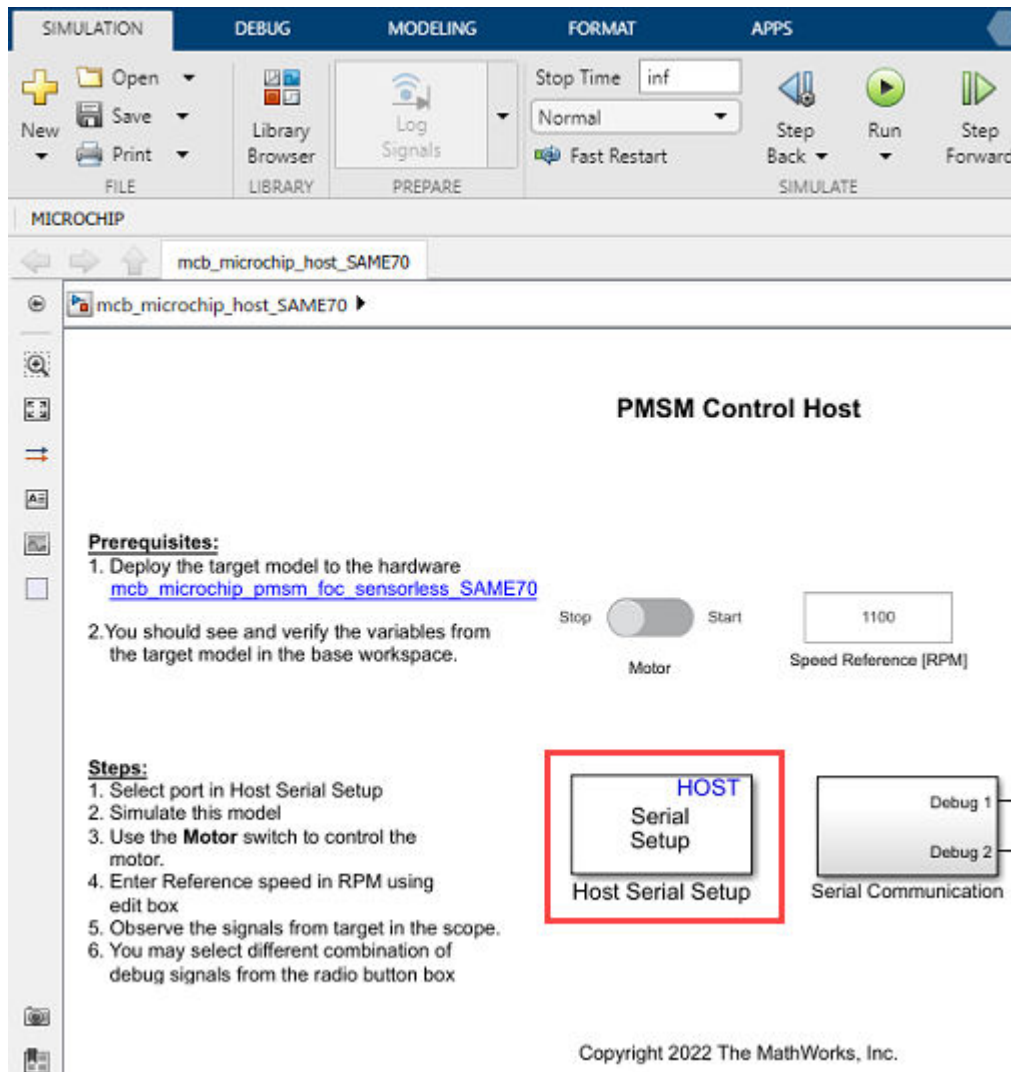 SIMULATION DEBUG MODELING FORMAT APPS
New
Open
Save
Print
FILE
Library
Browser
LIBRARY
Log
Signals
PREPARE
Stop Time inf
Normal
Fast Restart
Step
Back
Run
Step
Forward
SIMULATE
MICROCHIP
mcb_microchip_host_SAME70
mcb_microchip_host_SAME70
PMSM Control Host
Prerequisites:
1. Deploy the target model to the hardware
mcb_microchip_pmsm_foc_sensorless_SAME70
2.You should see and verify the variables from
the target model in the base workspace.
Stop Start
Motor
1100
Speed Reference [RPM]
Steps:
1. Select port in Host Serial Setup
2. Simulate this model
3. Use the Motor switch to control the
motor.
4. Enter Reference speed in RPM using
edit box
5. Observe the signals from target in the scope.
6. You may select different combination of
debug signals from the radio button box
HOST
Serial
Setup
Host Serial Setup
Debug 1
Debug 2
Serial Communication
Copyright 2022 The MathWorks, Inc.